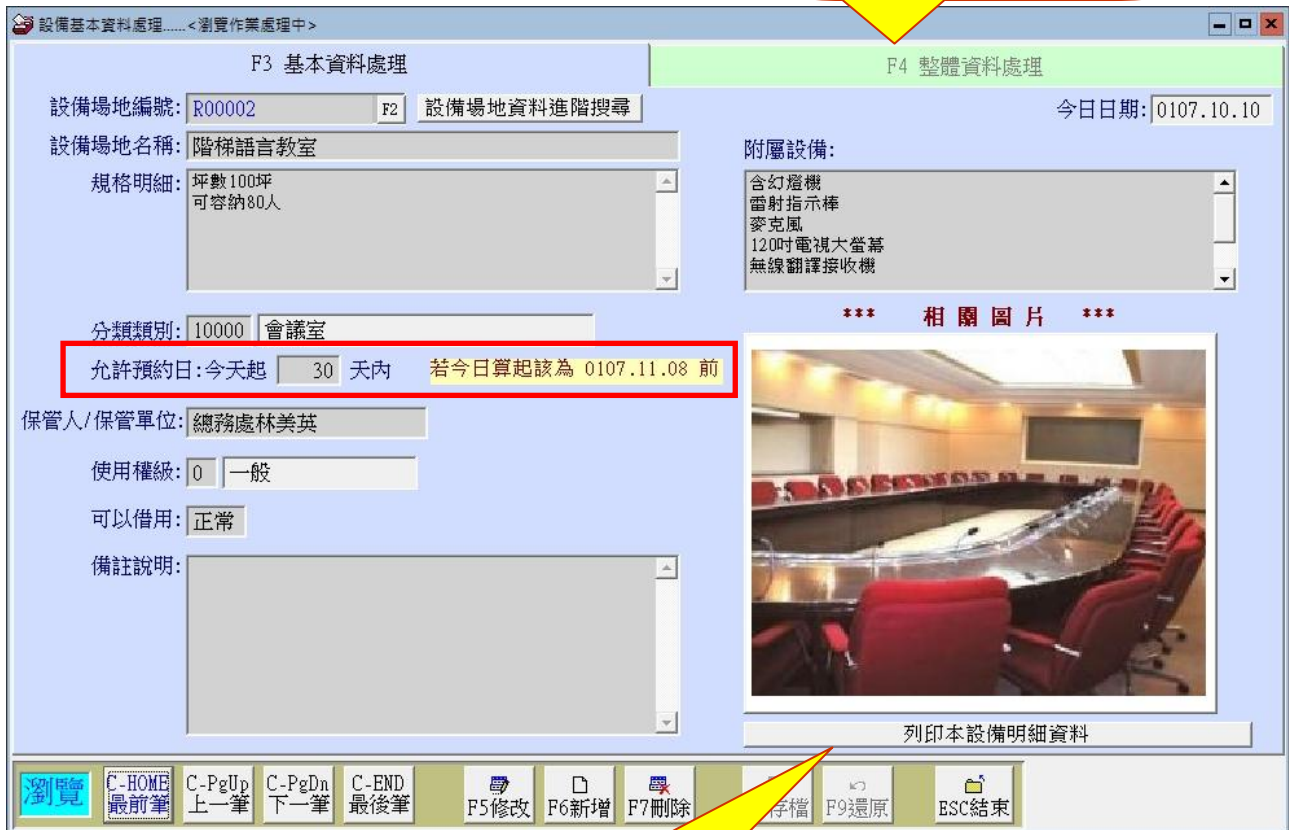 設備基本資料處理......<瀏覽作業處理中>
F3 基本資料處理
F4 整體資料處理
設備場地編號: R00002 F2 設備場地資料進階搜尋
今日日期: 0107.10.10
設備場地名稱: 階梯語言教室
附屬設備:
規格明細: 坪數100坪
可容納80人
含幻燈機
雷射指示棒
麥克風
120吋電視大螢幕
無線翻譯接收機
*** 相關圖片 ***
分類類別: 10000 會議室
允許預約日:今天起 30 天內 若今日算起該為 0107.11.08 前
保管人/保管單位: 總務處林美英
使用權級: 0 一般
可以借用: 正常
備註說明:
列印本設備明細資料
瀏覽
C-HOME 最前筆
C-PgUp 上一筆
C-PgDn 下一筆
C-END 最後筆
F5修改
F6新增
F7刪除
存檔
F9還原
ESC結束